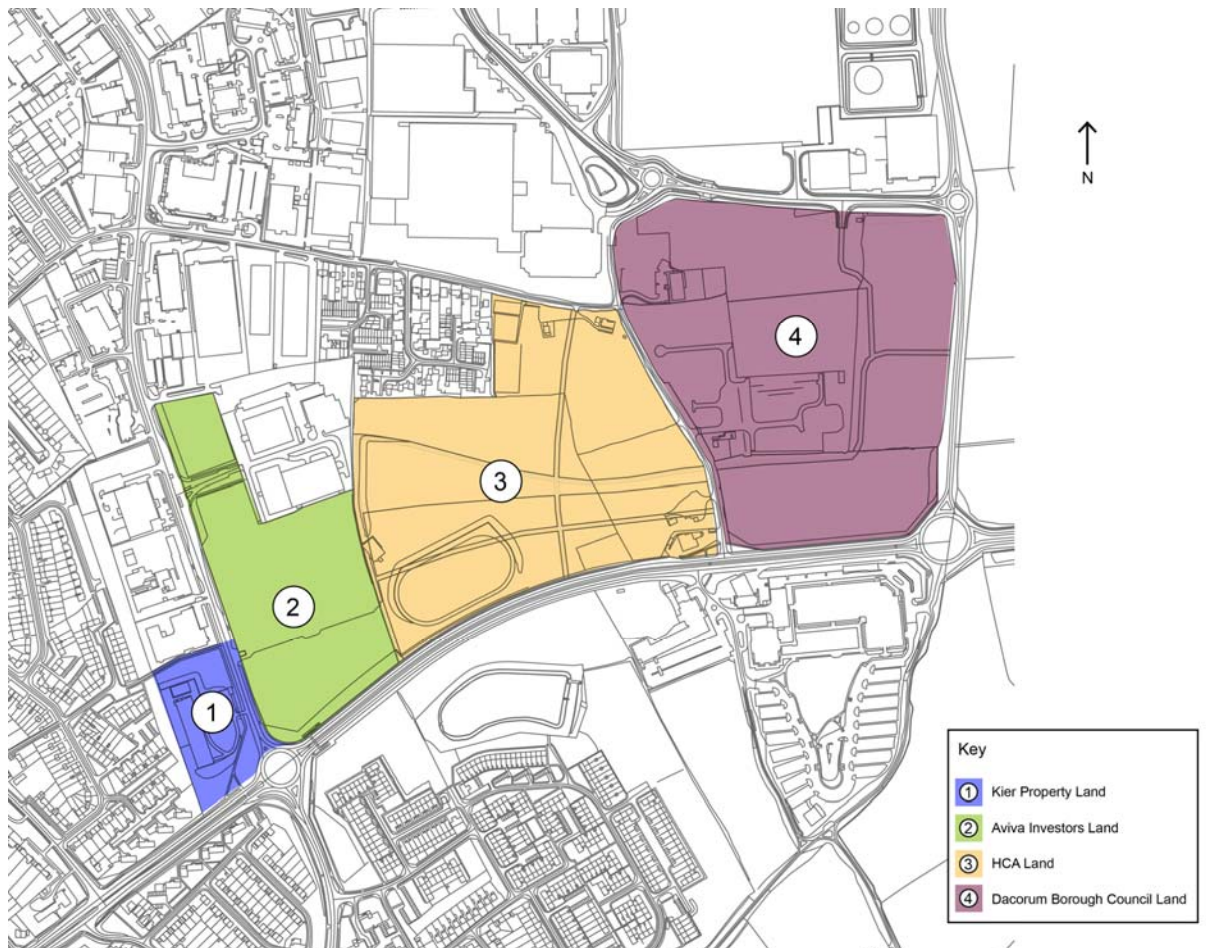 N
4
3
2
1
Key
1 Kier Property Land
2 Aviva Investors Land
3 HCA Land
4 Dacorum Borough Council Land